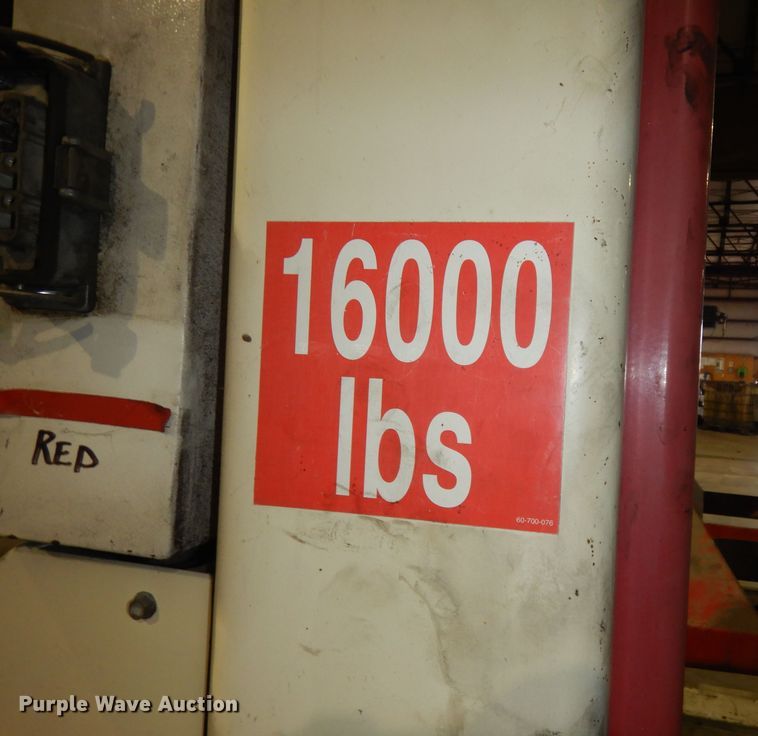 16000
lbs
60-700-076
RED
Purple Wave Auction